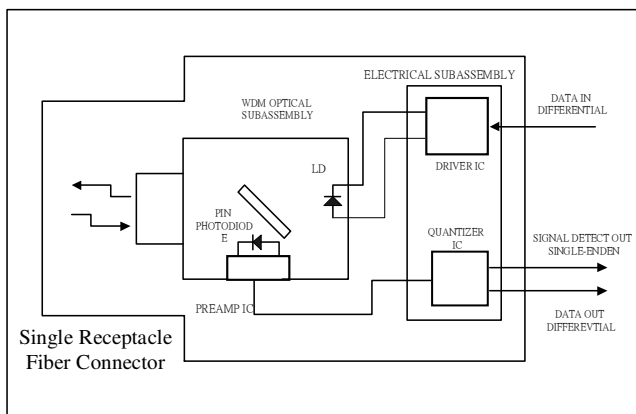 ELECTRICAL SUBASSEMBLY
WDM OPTICAL
SUBASSEMBLY
DATA IN
DIFFERENTIAL
LD
DRIVER IC
PIN
PHOTODIOD
E
QUANTIZER
IC
SIGNAL DETECT OUT
SINGLE-ENDEN
PREAMP IC
DATA OUT
DIFFEREVTIAL
Single Receptacle
Fiber Connector